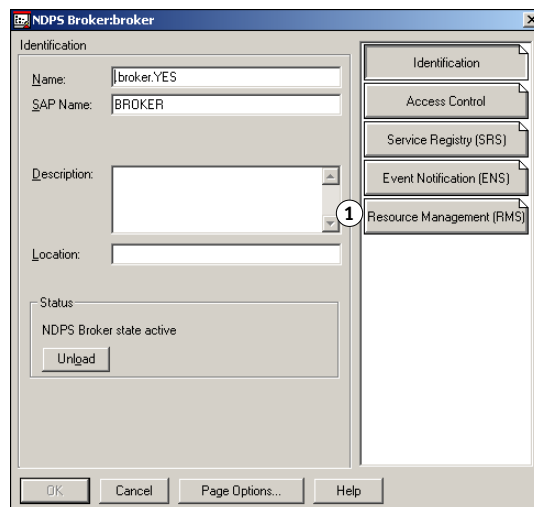 NDPS Broker:broker
Identification
Name: .broker.YES
SAP Name: BROKER
Description:
Location:
Status
NDPS Broker state active
Unload
Identification
Access Control
Service Registry (SRS)
Event Notification (ENS)
1
Resource Management (RMS)
OK Cancel Page Options... Help